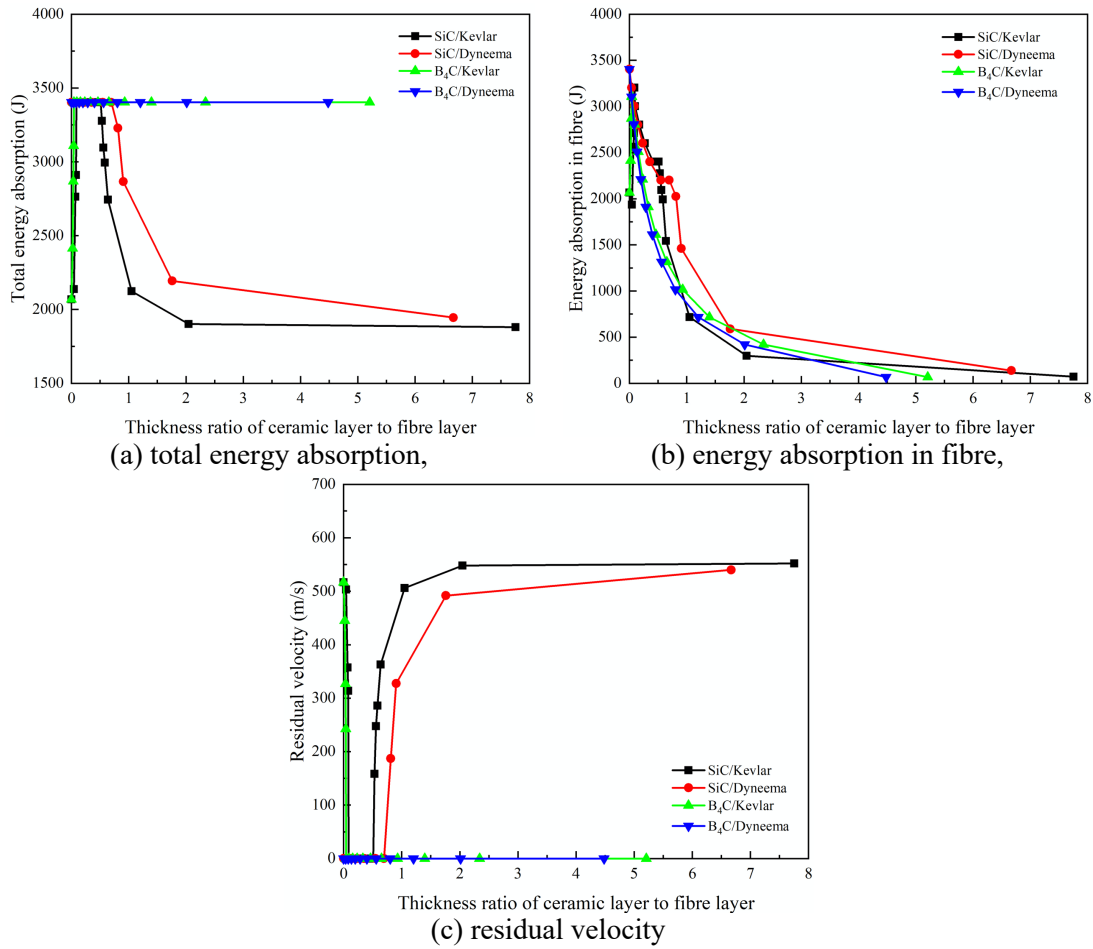 4000
3500
3000
2500
2000
1500
Total energy absorption (J)
SiC/Kevlar
SiC/Dyneema
B₄C/Kevlar
B₄C/Dyneema
0 1 2 3 4 5 6 7 8
Thickness ratio of ceramic layer to fibre layer
(a) total energy absorption,
4000
3500
3000
2500
2000
1500
1000
500
0
Energy absorption in fibre (J)
SiC/Kevlar
SiC/Dyneema
B₄C/Kevlar
B₄C/Dyneema
0 1 2 3 4 5 6 7 8
Thickness ratio of ceramic layer to fibre layer
(b) energy absorption in fibre,
700
600
500
400
300
200
100
0
Residual velocity (m/s)
SiC/Kevlar
SiC/Dyneema
B₄C/Kevlar
B₄C/Dyneema
0 1 2 3 4 5 6 7 8
Thickness ratio of ceramic layer to fibre layer
(c) residual velocity